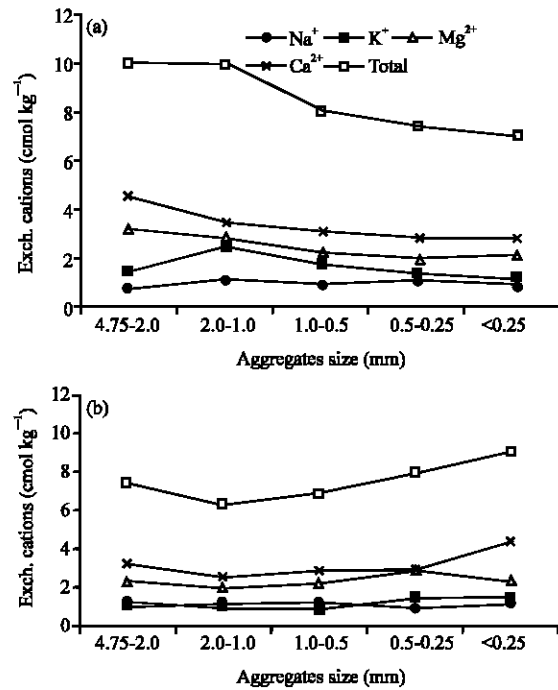 (a)
Na⁺ K⁺ Mg²⁺
Ca²⁺ Total
Exch. cations (cmol kg⁻¹)
12
10
8
6
4
2
0
4.75-2.0 2.0-1.0 1.0-0.5 0.5-0.25 <0.25
Aggregates size (mm)
(b)
Exch. cations (cmol kg⁻¹)
12
10
8
6
4
2
0
4.75-2.0 2.0-1.0 1.0-0.5 0.5-0.25 <0.25
Aggregates size (mm)